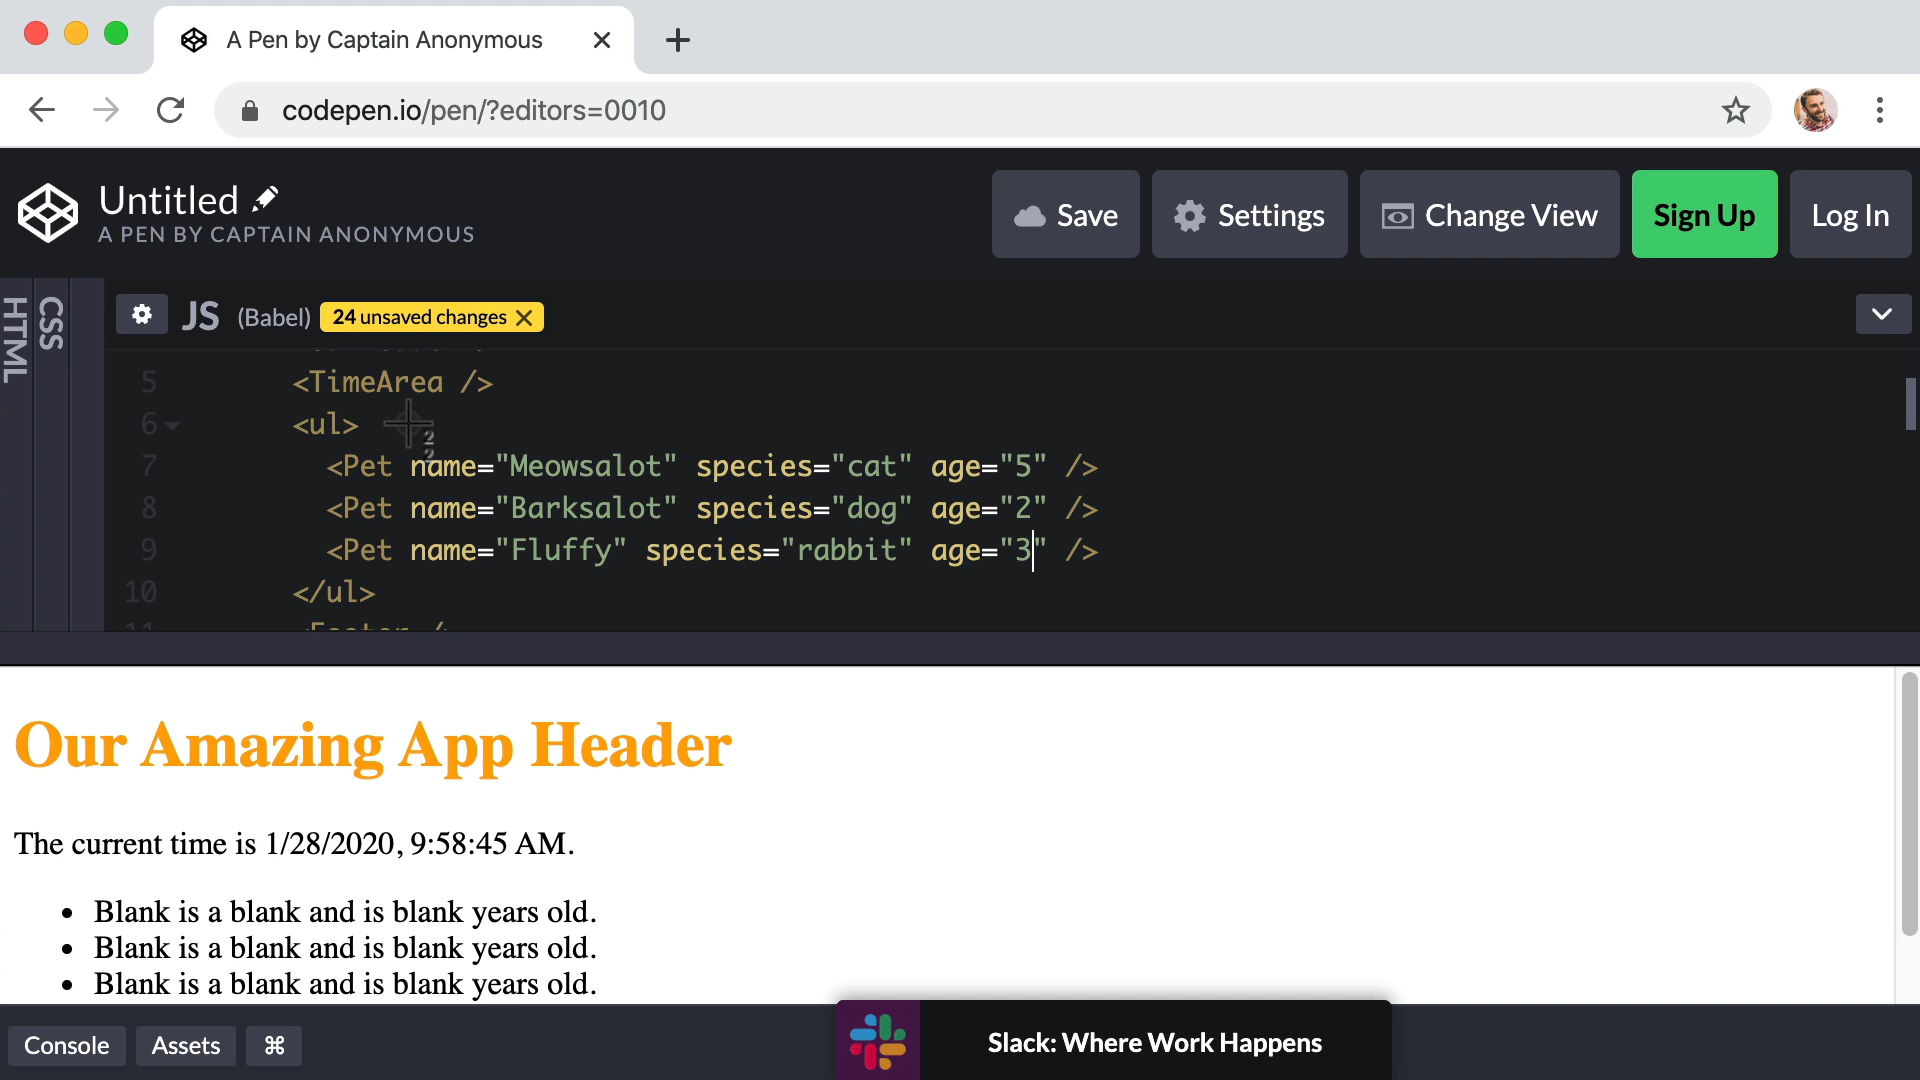 A Pen by Captain Anonymous
codepen.io/pen/?editors=0010
Untitled
A PEN BY CAPTAIN ANONYMOUS
Save
Settings
Change View
Sign Up
Log In
HTML
CSS
JS (Babel) 24 unsaved changes
5 <TimeArea />
6 <ul>
7 <Pet name="Meowsalot" species="cat" age="5" />
8 <Pet name="Barksalot" species="dog" age="2" />
9 <Pet name="Fluffy" species="rabbit" age="3" />
10 </ul>
Our Amazing App Header
The current time is 1/28/2020, 9:58:45 AM.
• Blank is a blank and is blank years old.
• Blank is a blank and is blank years old.
• Blank is a blank and is blank years old.
Console
Assets
⌘
Slack: Where Work Happens